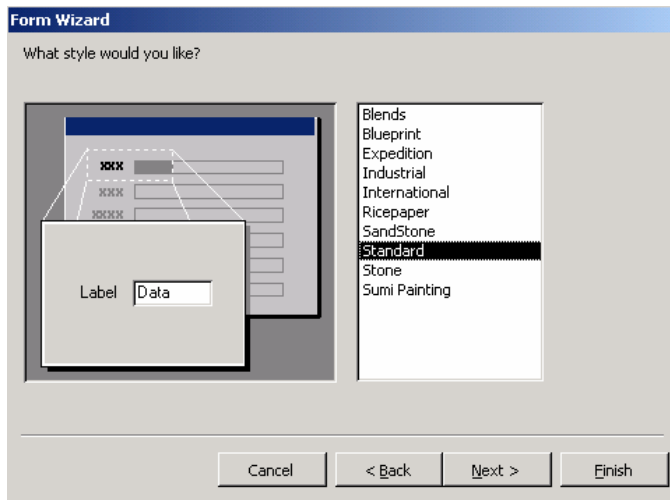 Form Wizard
What style would you like?
Blends
Blueprint
Expedition
Industrial
International
Ricepaper
SandStone
Standard
Stone
Sumi Painting
xxx
xxx
xxxx
Label Data
Cancel
< Back
Next >
Finish